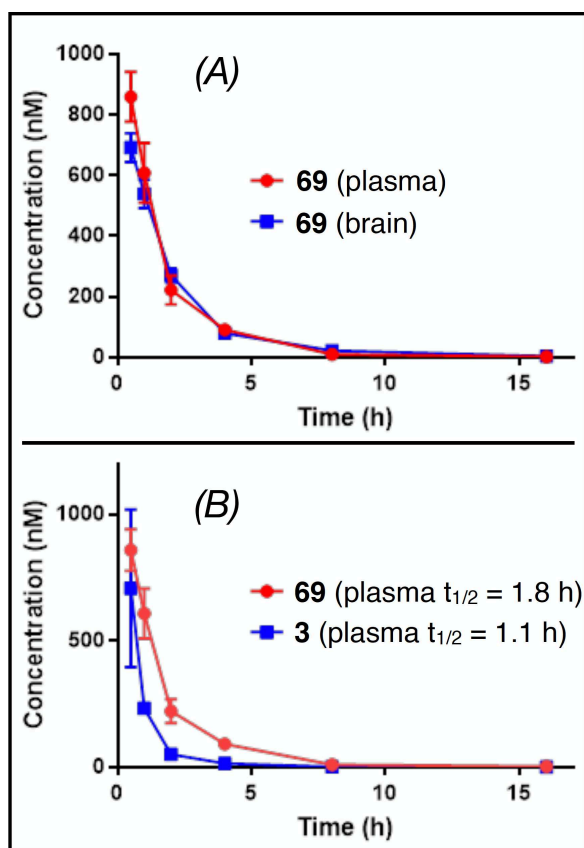 (A)
Concentration (nM)
1000
800
600
400
200
0
69 (plasma)
69 (brain)
0
5
10
15
Time (h)
(B)
Concentration (nM)
1000
500
0
69 (plasma t1/2 = 1.8 h)
3 (plasma t1/2 = 1.1 h)
0
5
10
15
Time (h)